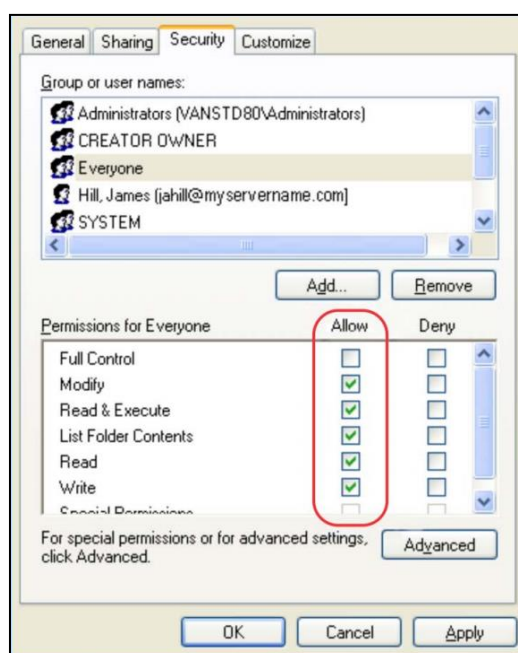 General Sharing Security Customize
Group or user names:
Administrators (VANSTD80\Administrators)
CREATOR OWNER
Everyone
Hill, James (jahill@myservername.com]
SYSTEM
Add... Remove
Permissions for Everyone Allow Deny
Full Control
Modify
Read & Execute
List Folder Contents
Read
Write
Special Permissions
For special permissions or for advanced settings,
click Advanced.
Advanced
OK Cancel Apply